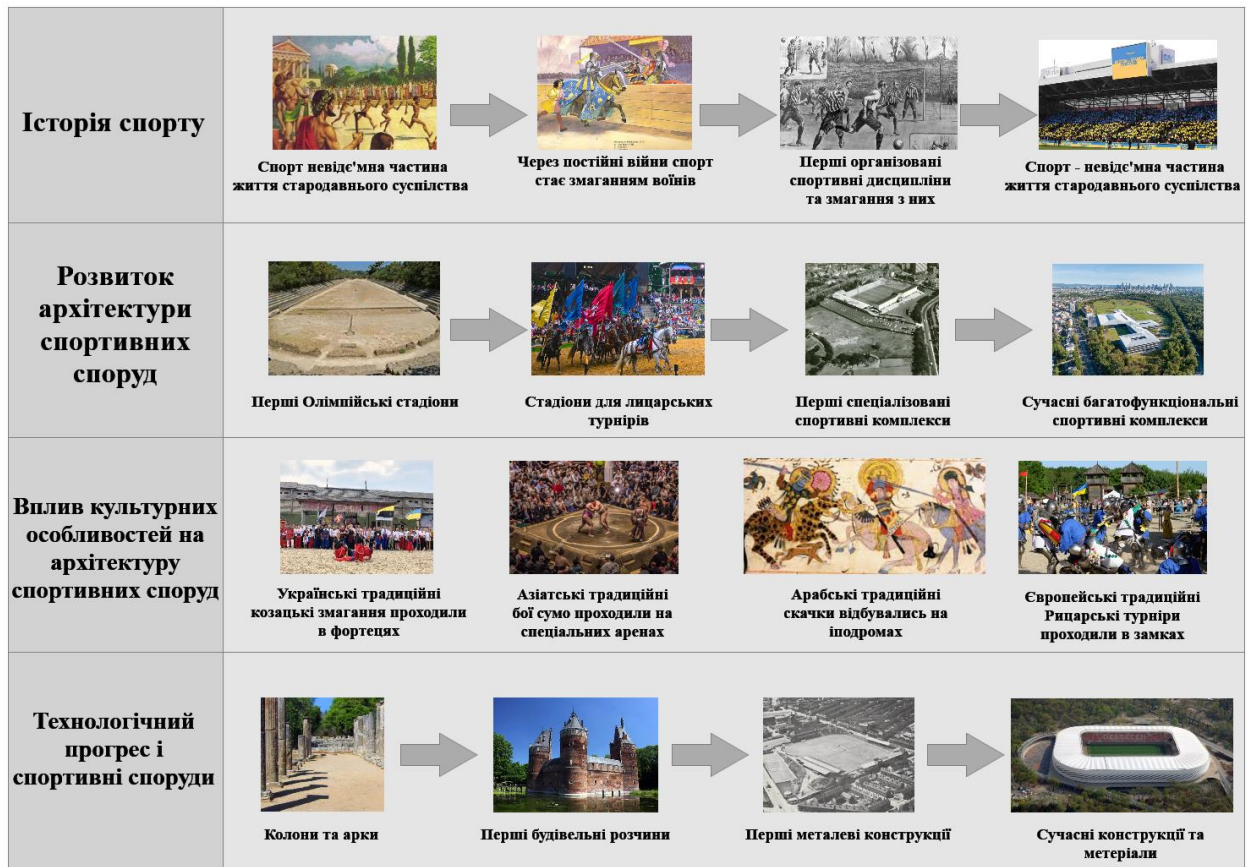 Історія спорту
Спорт невідє'мна частина
життя стародавнього суспілства
Через постійні війни спорт
стає змаганням воїнів
Перші організовані
спортивні дисципліни
та змагання з них
Спорт - невідє'мна частина
життя стародавнього суспілства
Розвиток
архітектури
спортивних
споруд
Перші Олімпійські стадіони
Стадіони для лицарських
турнірів
Перші спеціалізовані
спортивні комплекси
Сучасні багатофункціональні
спортивні комплекси
Вплив культурних
особливостей на
архітектуру
спортивних споруд
Українські традиційні
козацькі змагання проходили
в фортецях
Азіатські традиційні
бої сумо проходили на
спеціальних аренах
Арабські традиційні
скачки відбувались на
іподромах
Європейські традиційні
Рицарські турніри
проходили в замках
Технологічний
прогрес і
спортивні споруди
Колони та арки
Перші будівельні розчини
Перші металеві конструкції
Сучасні конструкції та
метеріали